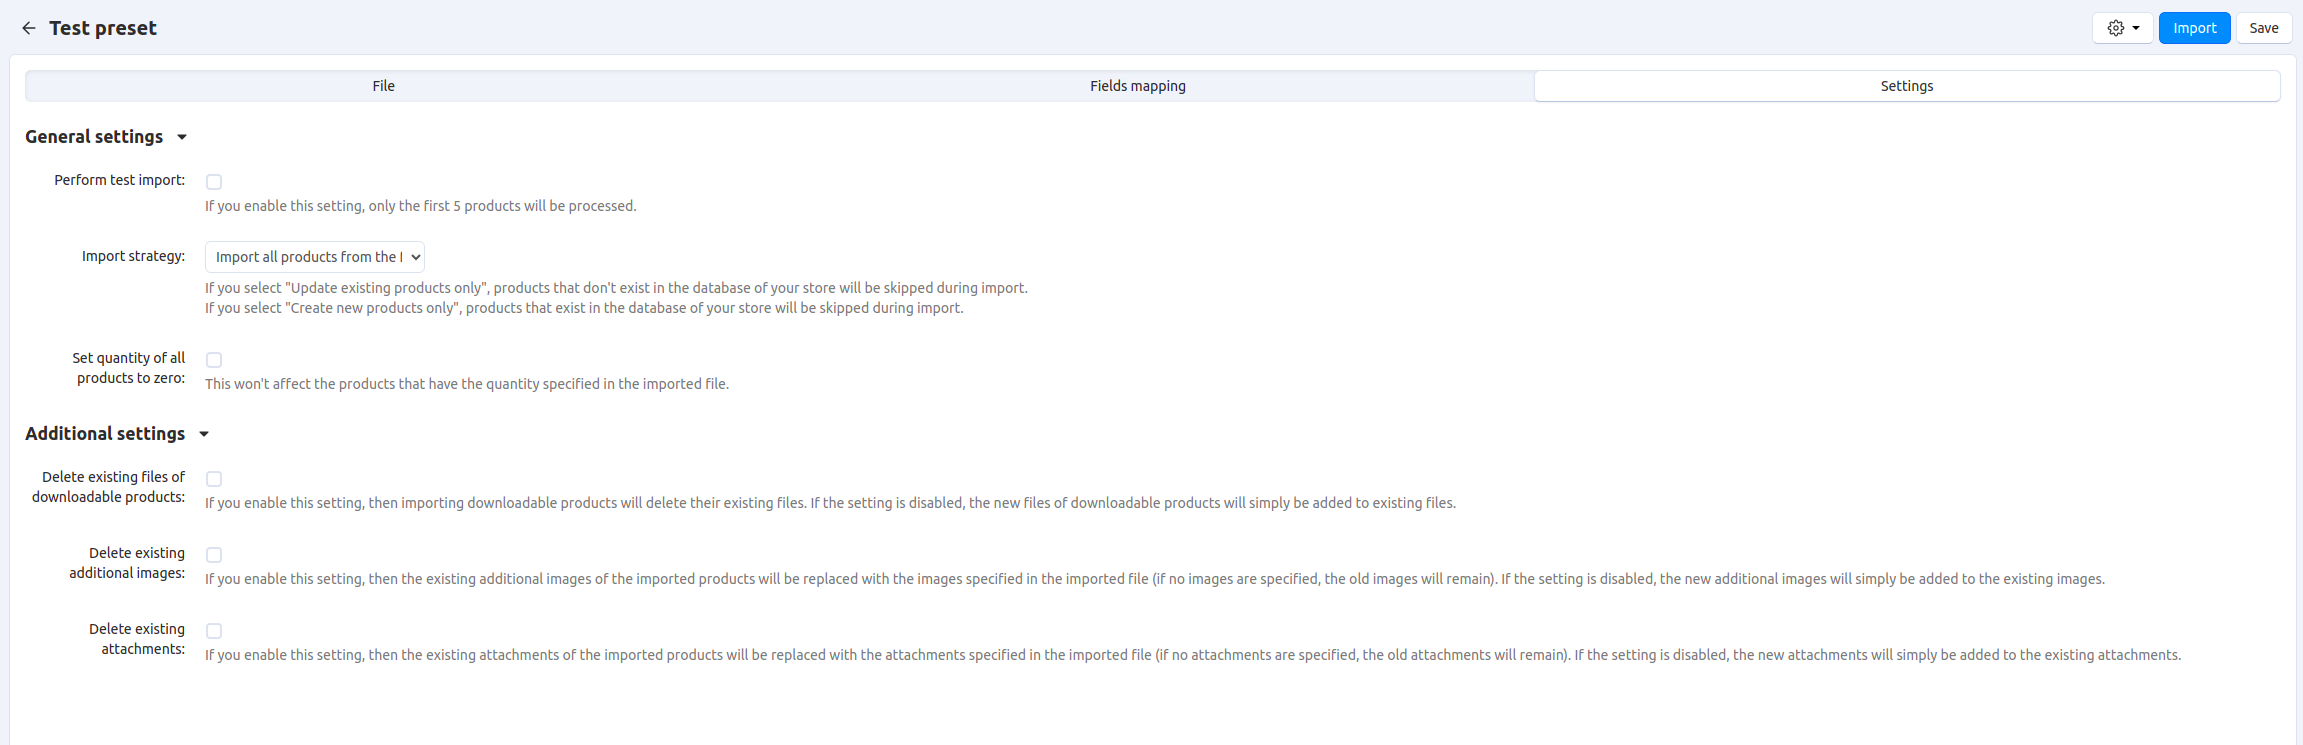 Test preset
Import
Save
File
Fields mapping
Settings
General settings
Perform test import:
If you enable this setting, only the first 5 products will be processed.
Import strategy:
Import all products from the
If you select "Update existing products only", products that don't exist in the database of your store will be skipped during import.
If you select "Create new products only", products that exist in the database of your store will be skipped during import.
Set quantity of all
products to zero:
This won't affect the products that have the quantity specified in the imported file.
Additional settings
Delete existing files of
downloadable products:
If you enable this setting, then importing downloadable products will delete their existing files. If the setting is disabled, the new files of downloadable products will simply be added to existing files.
Delete existing
additional images:
If you enable this setting, then the existing additional images of the imported products will be replaced with the images specified in the imported file (if no images are specified, the old images will remain). If the setting is disabled, the new additional images will simply be added to the existing images.
Delete existing
attachments:
If you enable this setting, then the existing attachments of the imported products will be replaced with the attachments specified in the imported file (if no attachments are specified, the old attachments will remain). If the setting is disabled, the new attachments will simply be added to the existing attachments.